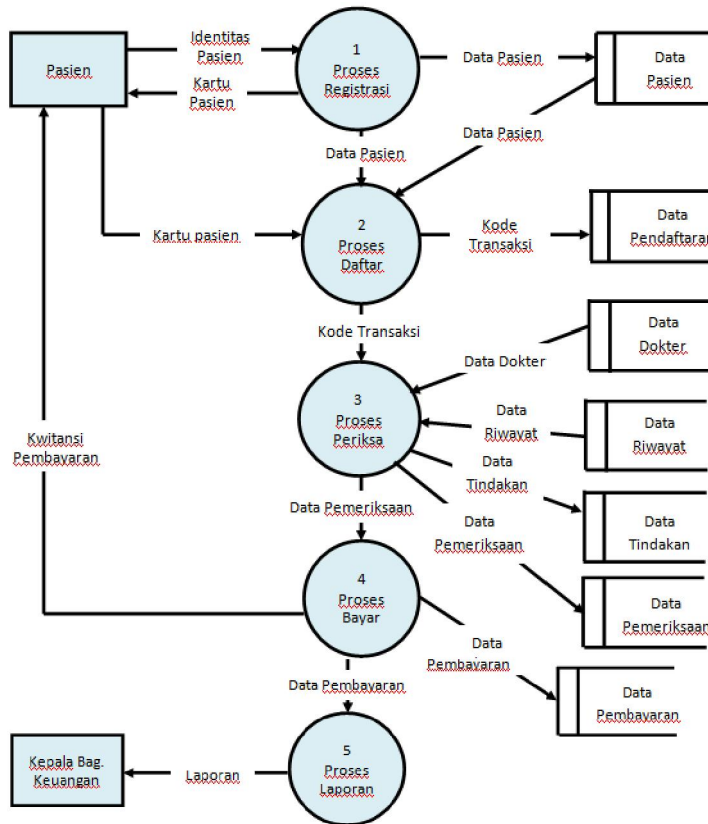 Pasien
Identitas
Pasien
Kartu
Pasien
1
Proses
Registrasi
Data Pasien
Data
Pasien
Data Pasien
Data Pasien
Kartu pasien
2
Proses
Daftar
Kode
Transaksi
Data
Pendaftaran
Kode Transaksi
Data
Dokter
Data Dokter
3
Proses
Periksa
Data
Riwayat
Data
Riwayat
Kwitansi
Pembayaran
Data
Tindakan
Data
Tindakan
Data Pemeriksaan
Data
Pemeriksaan
Data
Pemeriksaan
4
Proses
Bayar
Data
Pembayaran
Data
Pembayaran
Data Pembayaran
5
Proses
Laporan
Laporan
Kepala Bag.
Keuangan